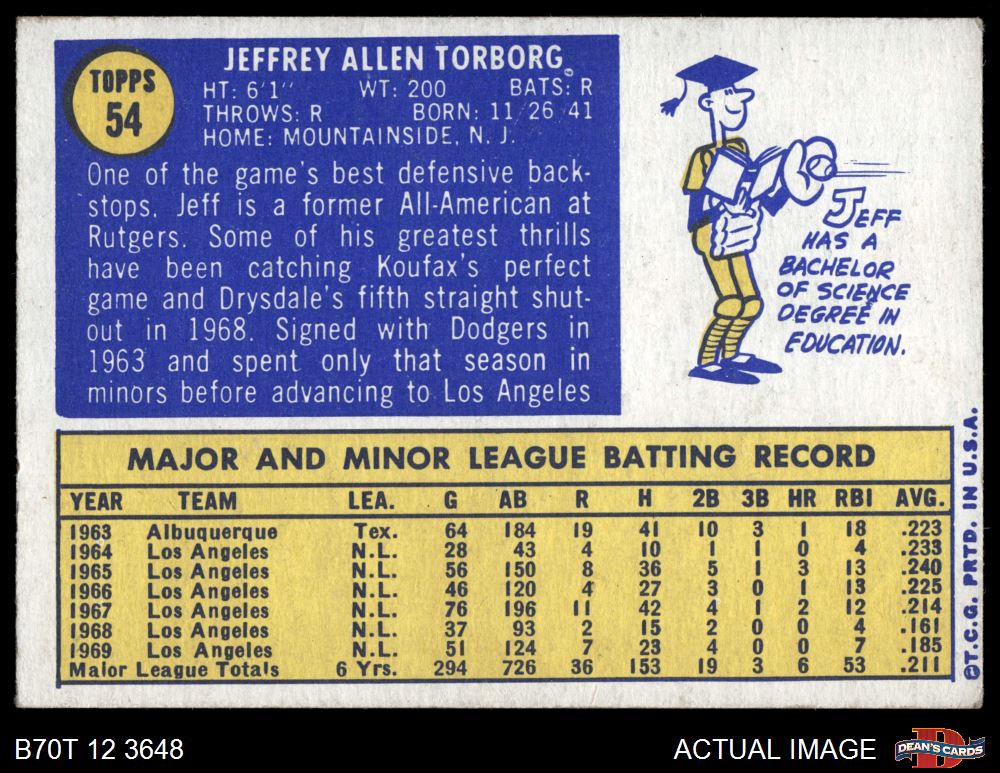 TOPPS
54
JEFFREY ALLEN TORBORG
HT: 6'1" WT: 200 BATS: R
THROWS: R BORN: 11 26 41
HOME: MOUNTAINSIDE, N. J.
One of the game's best defensive back-
stops. Jeff is a former All-American at
Rutgers. Some of his greatest thrills
have been catching Koufax's perfect
game and Drysdale's fifth straight shut-
out in 1968. Signed with Dodgers in
1963 and spent only that season in
minors before advancing to Los Angeles
JEFF
HAS A
BACHELOR
OF SCIENCE
DEGREE IN
EDUCATION.
MAJOR AND MINOR LEAGUE BATTING RECORD
YEAR TEAM LEA. G AB R H 2B 3B HR RBI AVG.
1963 Albuquerque Tex. 64 184 19 41 10 3 1 18 .223
1964 Los Angeles N.L. 28 43 4 10 1 1 0 4 .233
1965 Los Angeles N.L. 56 150 8 36 5 1 3 13 .240
1966 Los Angeles N.L. 46 120 4 27 3 0 1 13 .225
1967 Los Angeles N.L. 76 196 11 42 4 1 2 12 .214
1968 Los Angeles N.L. 37 93 2 15 2 0 0 4 .161
1969 Los Angeles N.L. 51 124 7 23 4 0 0 7 .185
Major League Totals 6 Yrs. 294 726 36 153 19 3 6 53 .211
©T.C.G. PRTD. IN U.S.A.
B70T 12 3648
ACTUAL IMAGE
D
DEAN'S CARDS